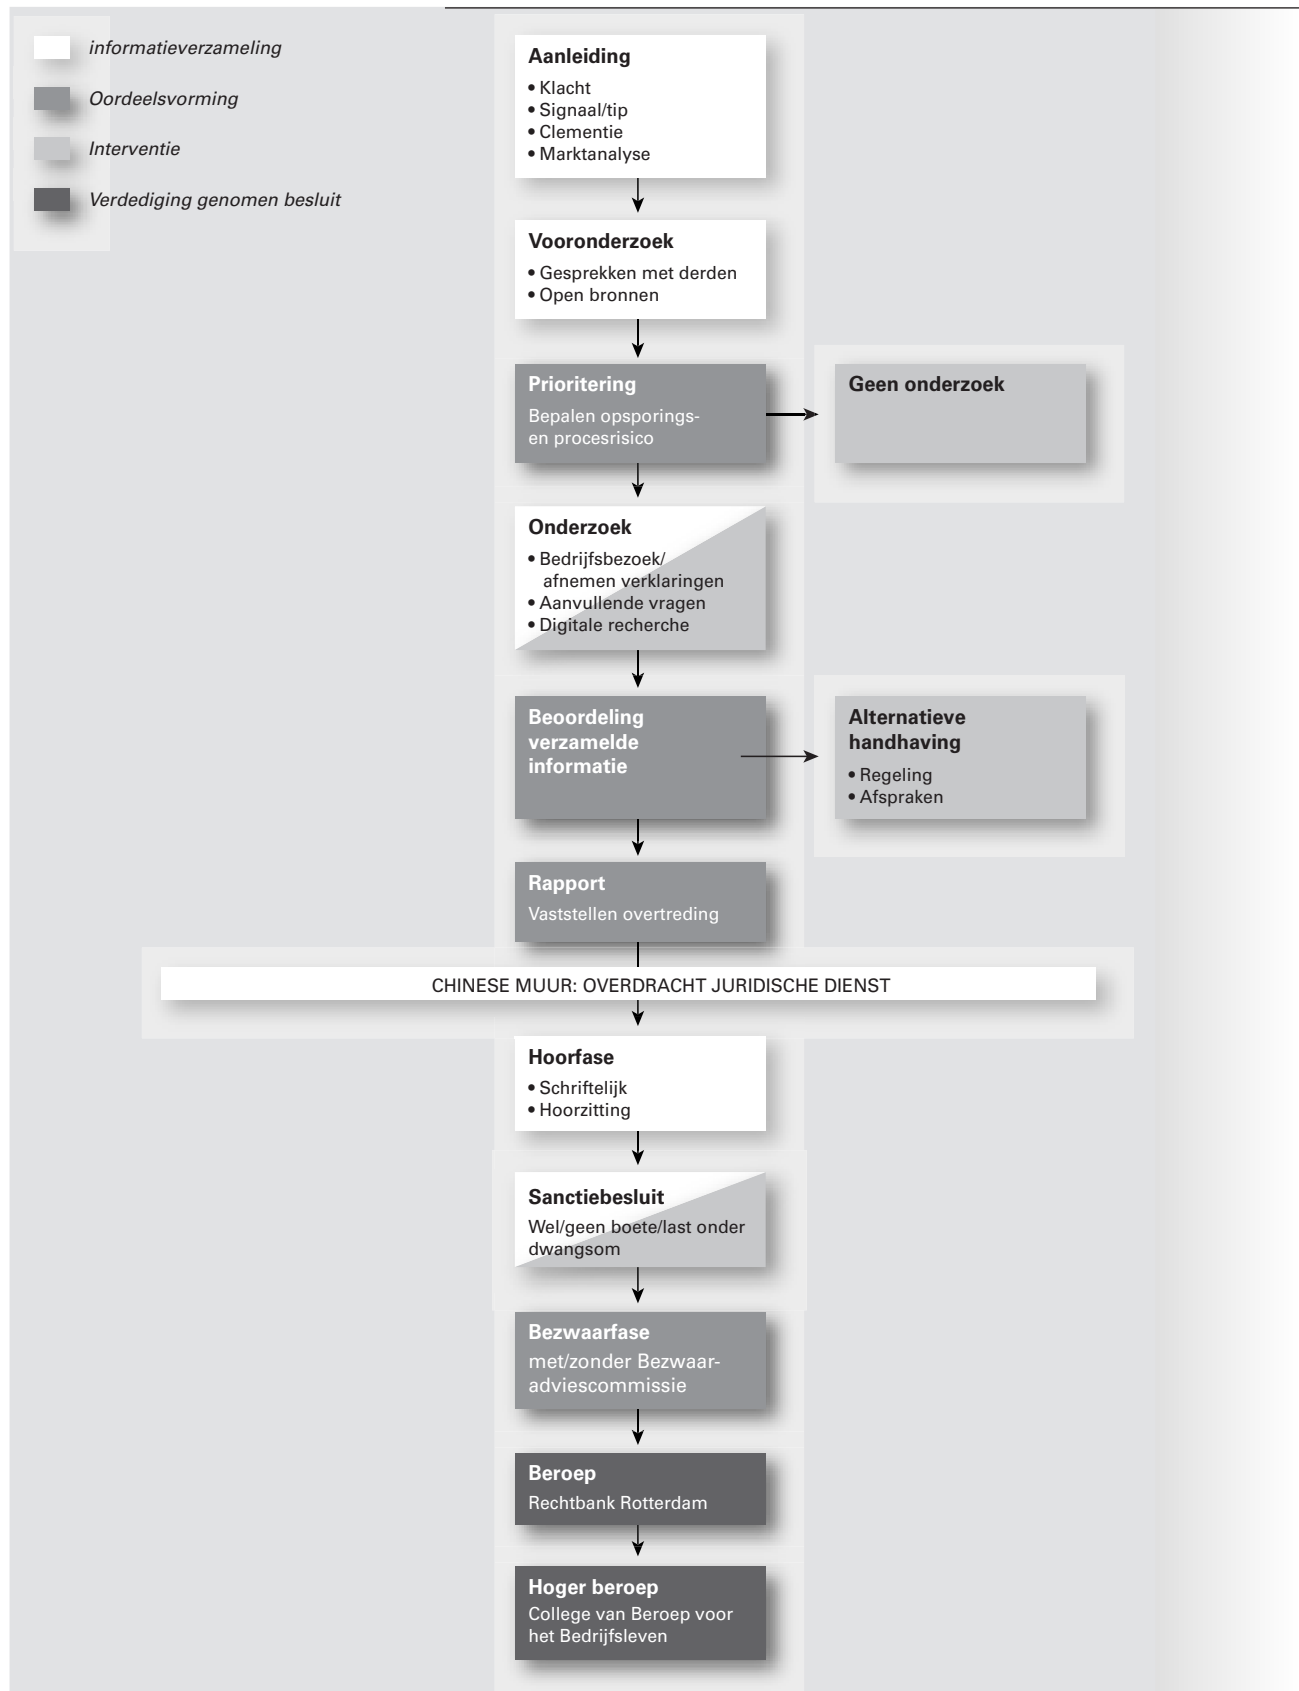 informatieverzameling
Oordeelsvorming
Interventie
Verdediging genomen besluit
Aanleiding
• Klacht
• Signaal/tip
• Clementie
• Marktanalyse
Vooronderzoek
• Gesprekken met derden
• Open bronnen
Prioritering
Bepalen opsporings-
en procesrisico
Geen onderzoek
Onderzoek
• Bedrijfsbezoek/
afnemen verklaringen
• Aanvullende vragen
• Digitale recherche
Beoordeling
verzamelde
informatie
Alternatieve
handhaving
• Regeling
• Afspraken
Rapport
Vaststellen overtreding
CHINESE MUUR: OVERDRACHT JURIDISCHE DIENST
Hoorfase
• Schriftelijk
• Hoorzitting
Sanctiebesluit
Wel/geen boete/last onder
dwangsom
Bezwaarfase
met/zonder Bezwaar-
adviescommissie
Beroep
Rechtbank Rotterdam
Hoger beroep
College van Beroep voor
het Bedrijfsleven